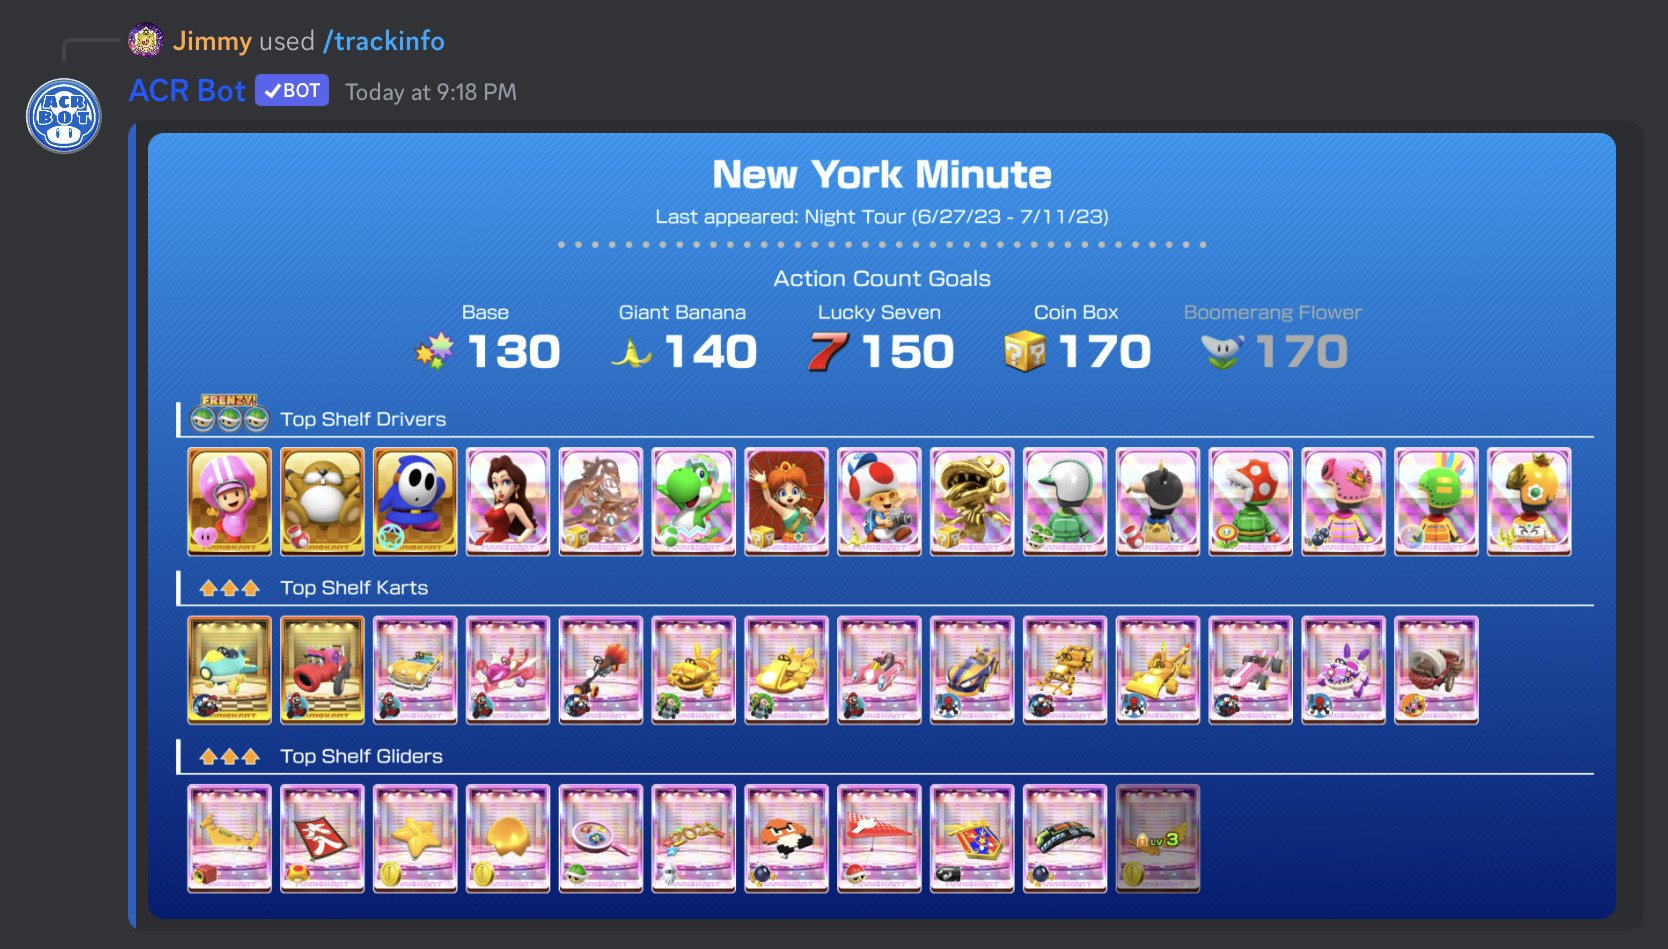 Jimmy used /trackinfo
ACR BOT
ACR Bot BOT Today at 9:18 PM
New York Minute
Last appeared: Night Tour (6/27/23 - 7/11/23)
Action Count Goals
Base Giant Banana Lucky Seven Coin Box Boomerang Flower
130 140 7 150 170 170
FRENZY!
Top Shelf Drivers
Top Shelf Karts
Top Shelf Gliders
LV 3